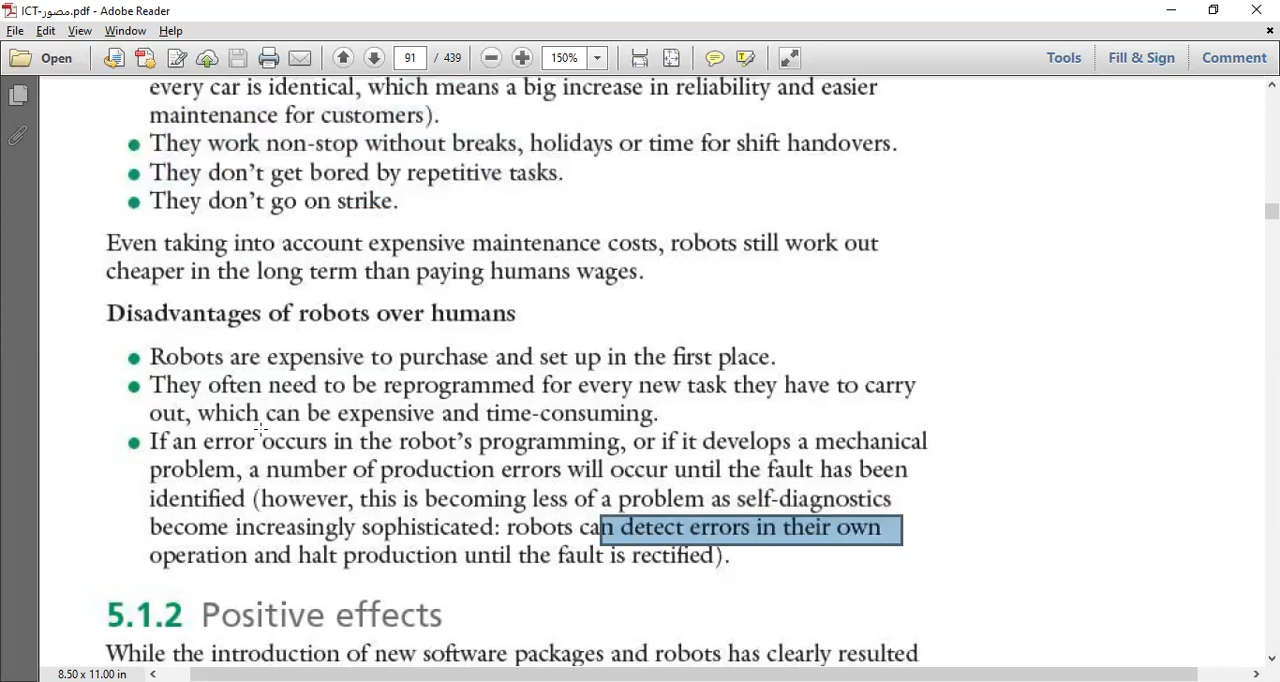 ICT-مصور.pdf - Adobe Reader
File Edit View Window Help
Open 91 / 439 150% Tools Fill & Sign Comment
every car is identical, which means a big increase in reliability and easier
maintenance for customers).
They work non-stop without breaks, holidays or time for shift handovers.
They don't get bored by repetitive tasks.
They don't go on strike.
Even taking into account expensive maintenance costs, robots still work out
cheaper in the long term than paying humans wages.
Disadvantages of robots over humans
Robots are expensive to purchase and set up in the first place.
They often need to be reprogrammed for every new task they have to carry
out, which can be expensive and time-consuming.
If an error occurs in the robot's programming, or if it develops a mechanical
problem, a number of production errors will occur until the fault has been
identified (however, this is becoming less of a problem as self-diagnostics
become increasingly sophisticated: robots can detect errors in their own
operation and halt production until the fault is rectified).
5.1.2 Positive effects
While the introduction of new software packages and robots has clearly resulted
8.50 x 11.00 in